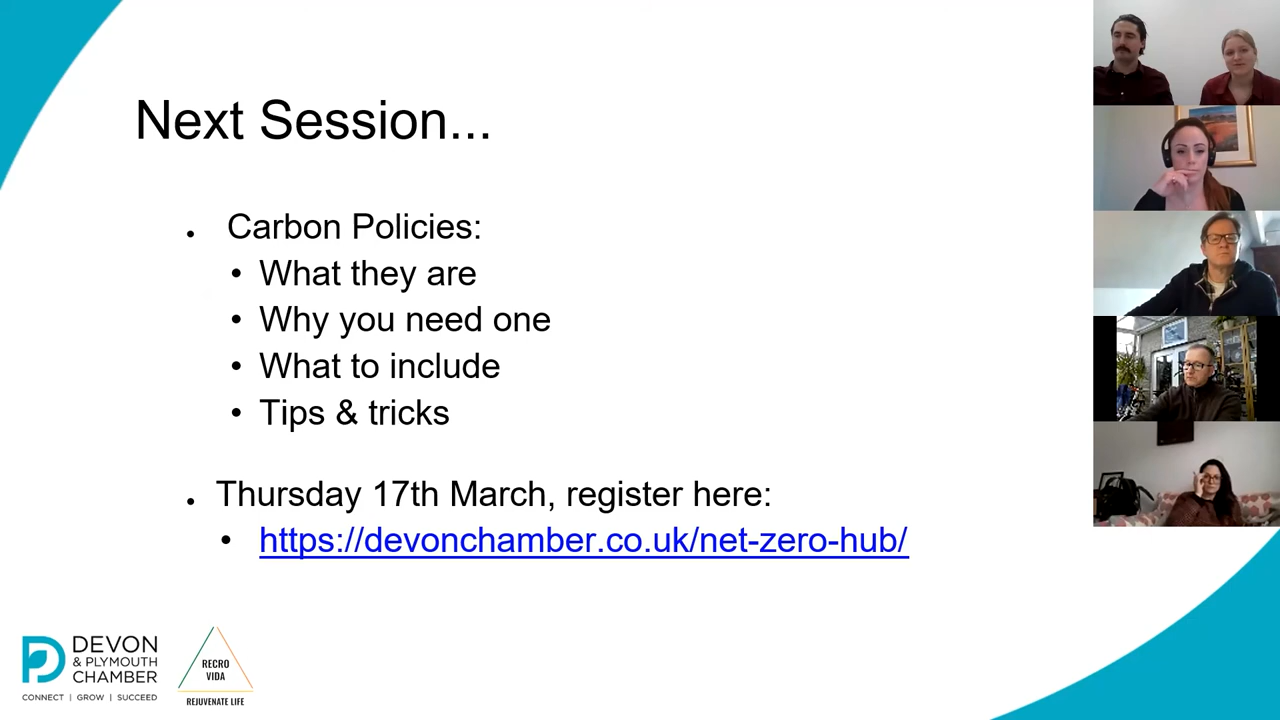 Next Session...
• Carbon Policies:
• What they are
• Why you need one
• What to include
• Tips & tricks
• Thursday 17th March, register here:
• https://devonchamber.co.uk/net-zero-hub/
DEVON
& PLYMOUTH
CHAMBER
CONNECT | GROW | SUCCEED
RECRO
VIDA
REJUVENATE LIFE